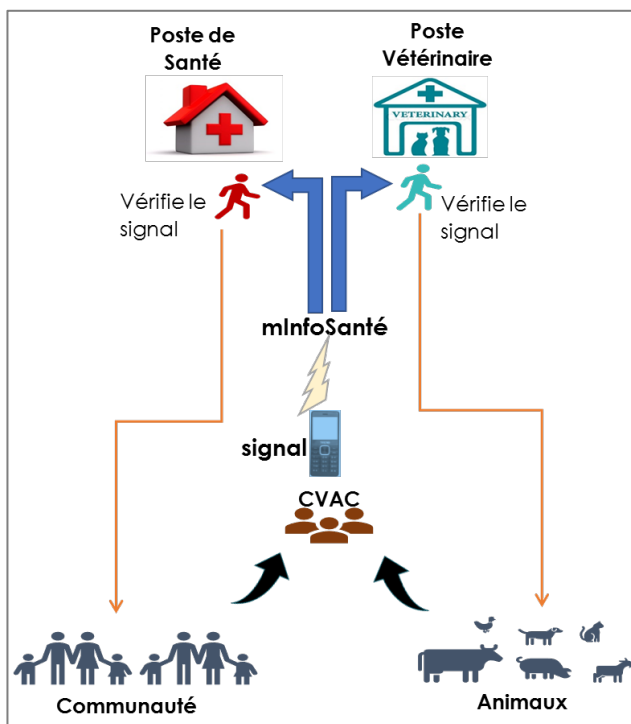 Poste de
Santé
Poste
Vétérinaire
VETERINARY
Vérifie le
signal
Vérifie le
signal
mInfoSanté
signal
CVAC
Communauté
Animaux